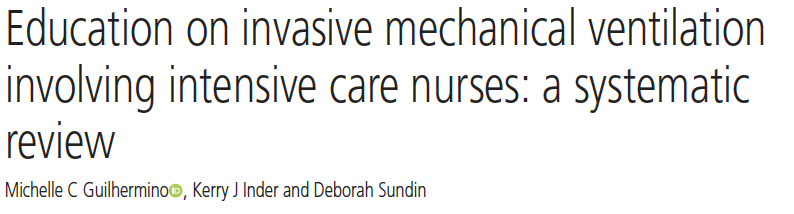 Education on invasive mechanical ventilation
involving intensive care nurses: a systematic
review
Michelle C Guilhermino, Kerry J Inder and Deborah Sundin